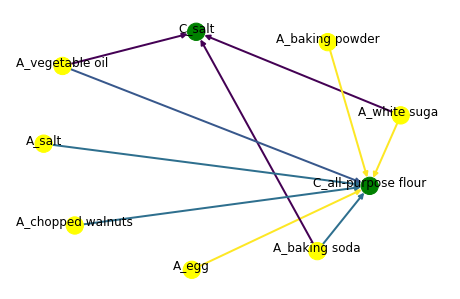 C_salt
A_baking powder
A_vegetable oil
A_white suga
A_salt
C_all-purpose flour
A_chopped walnuts
A_baking soda
A_egg